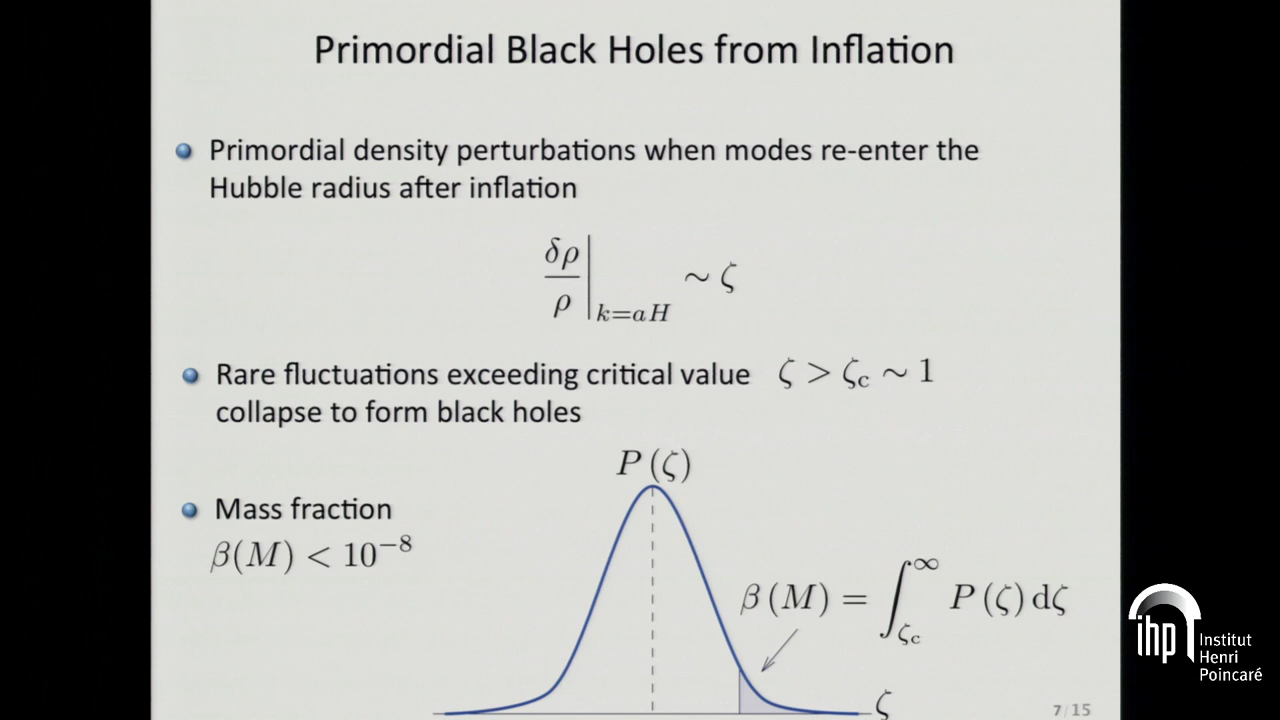 Primordial Black Holes from Inflation
Primordial density perturbations when modes re-enter the
Hubble radius after inflation
δρ/ρ|_{k=aH} ∼ ζ
Rare fluctuations exceeding critical value ζ > ζ_c ∼ 1
collapse to form black holes
P(ζ)
Mass fraction
β(M) < 10^{−8}
β(M) = ∫_{ζ_c}^{∞} P(ζ) dζ
ζ
7/15
ihp
Institut
Henri
Poincaré